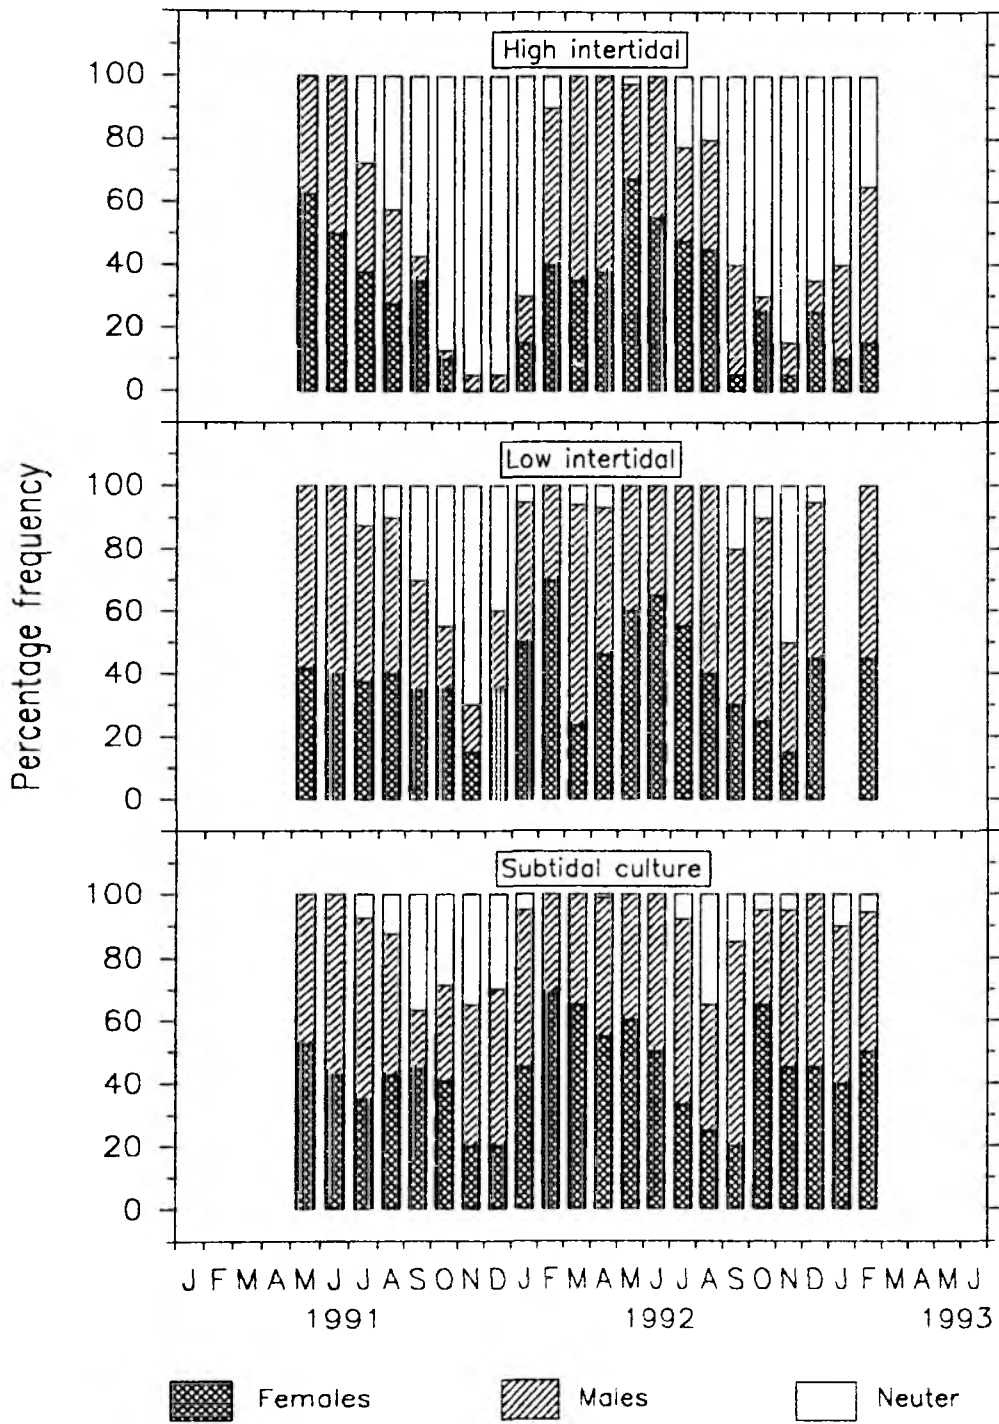 High intertidal
100
80
60
40
20
0
Low intertidal
100
80
60
40
20
0
Subtidal culture
100
80
60
40
20
0
Percentage frequency
J F M A M J J A S O N D J F M A M J J A S O N D J F M A M J
1991 1992 1993
Females Males Neuter